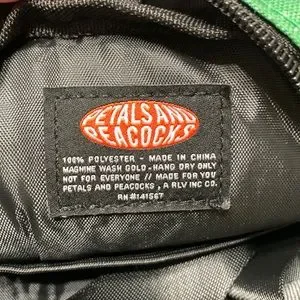 PETALS AND
PEACOCKS
100% POLYESTER - MADE IN CHINA
MACHINE WASH COLD - HANG DRY ONLY
NOT FOR EVERYONE // MADE FOR YOU
PETALS AND PEACOCKS, A RLV INC CO.
RN#141567